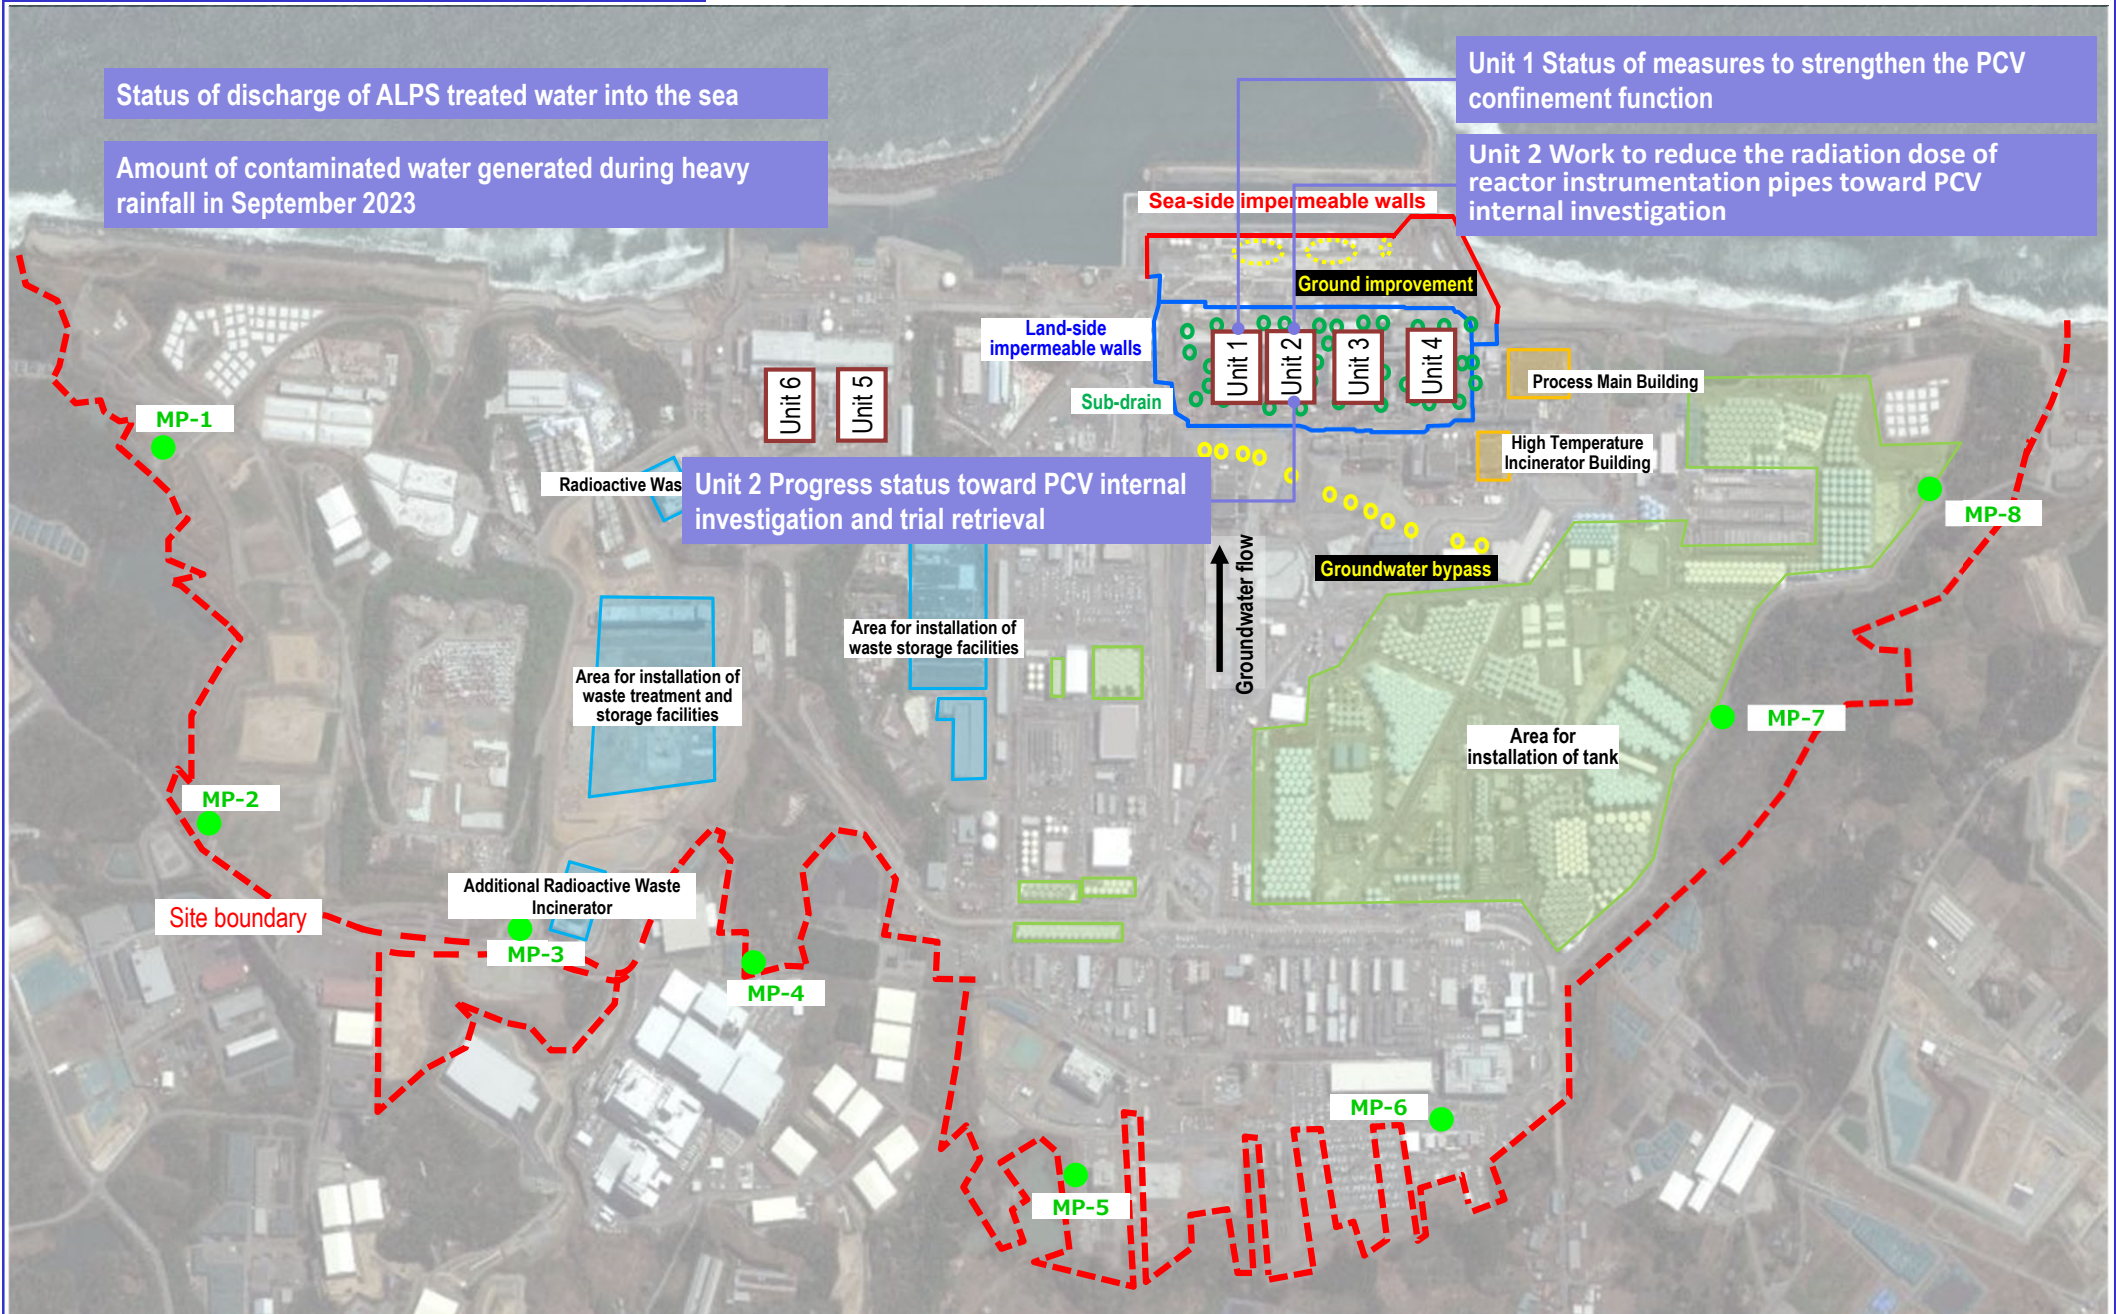 Status of discharge of ALPS treated water into the sea
Amount of contaminated water generated during heavy
rainfall in September 2023
Unit 1 Status of measures to strengthen the PCV
confinement function
Unit 2 Work to reduce the radiation dose of
reactor instrumentation pipes toward PCV
internal investigation
Sea-side impermeable walls
Ground improvement
Land-side
impermeable walls
Unit 1
Unit 2
Unit 3
Unit 4
Unit 6
Unit 5
Process Main Building
Sub-drain
MP-1
High Temperature
Incinerator Building
Radioactive Was
Unit 2 Progress status toward PCV internal
investigation and trial retrieval
MP-8
Groundwater bypass
Groundwater flow
Area for installation of
waste storage facilities
Area for installation of
waste treatment and
storage facilities
MP-7
Area for
installation of tank
MP-2
Additional Radioactive Waste
Incinerator
Site boundary
MP-3
MP-4
MP-6
MP-5